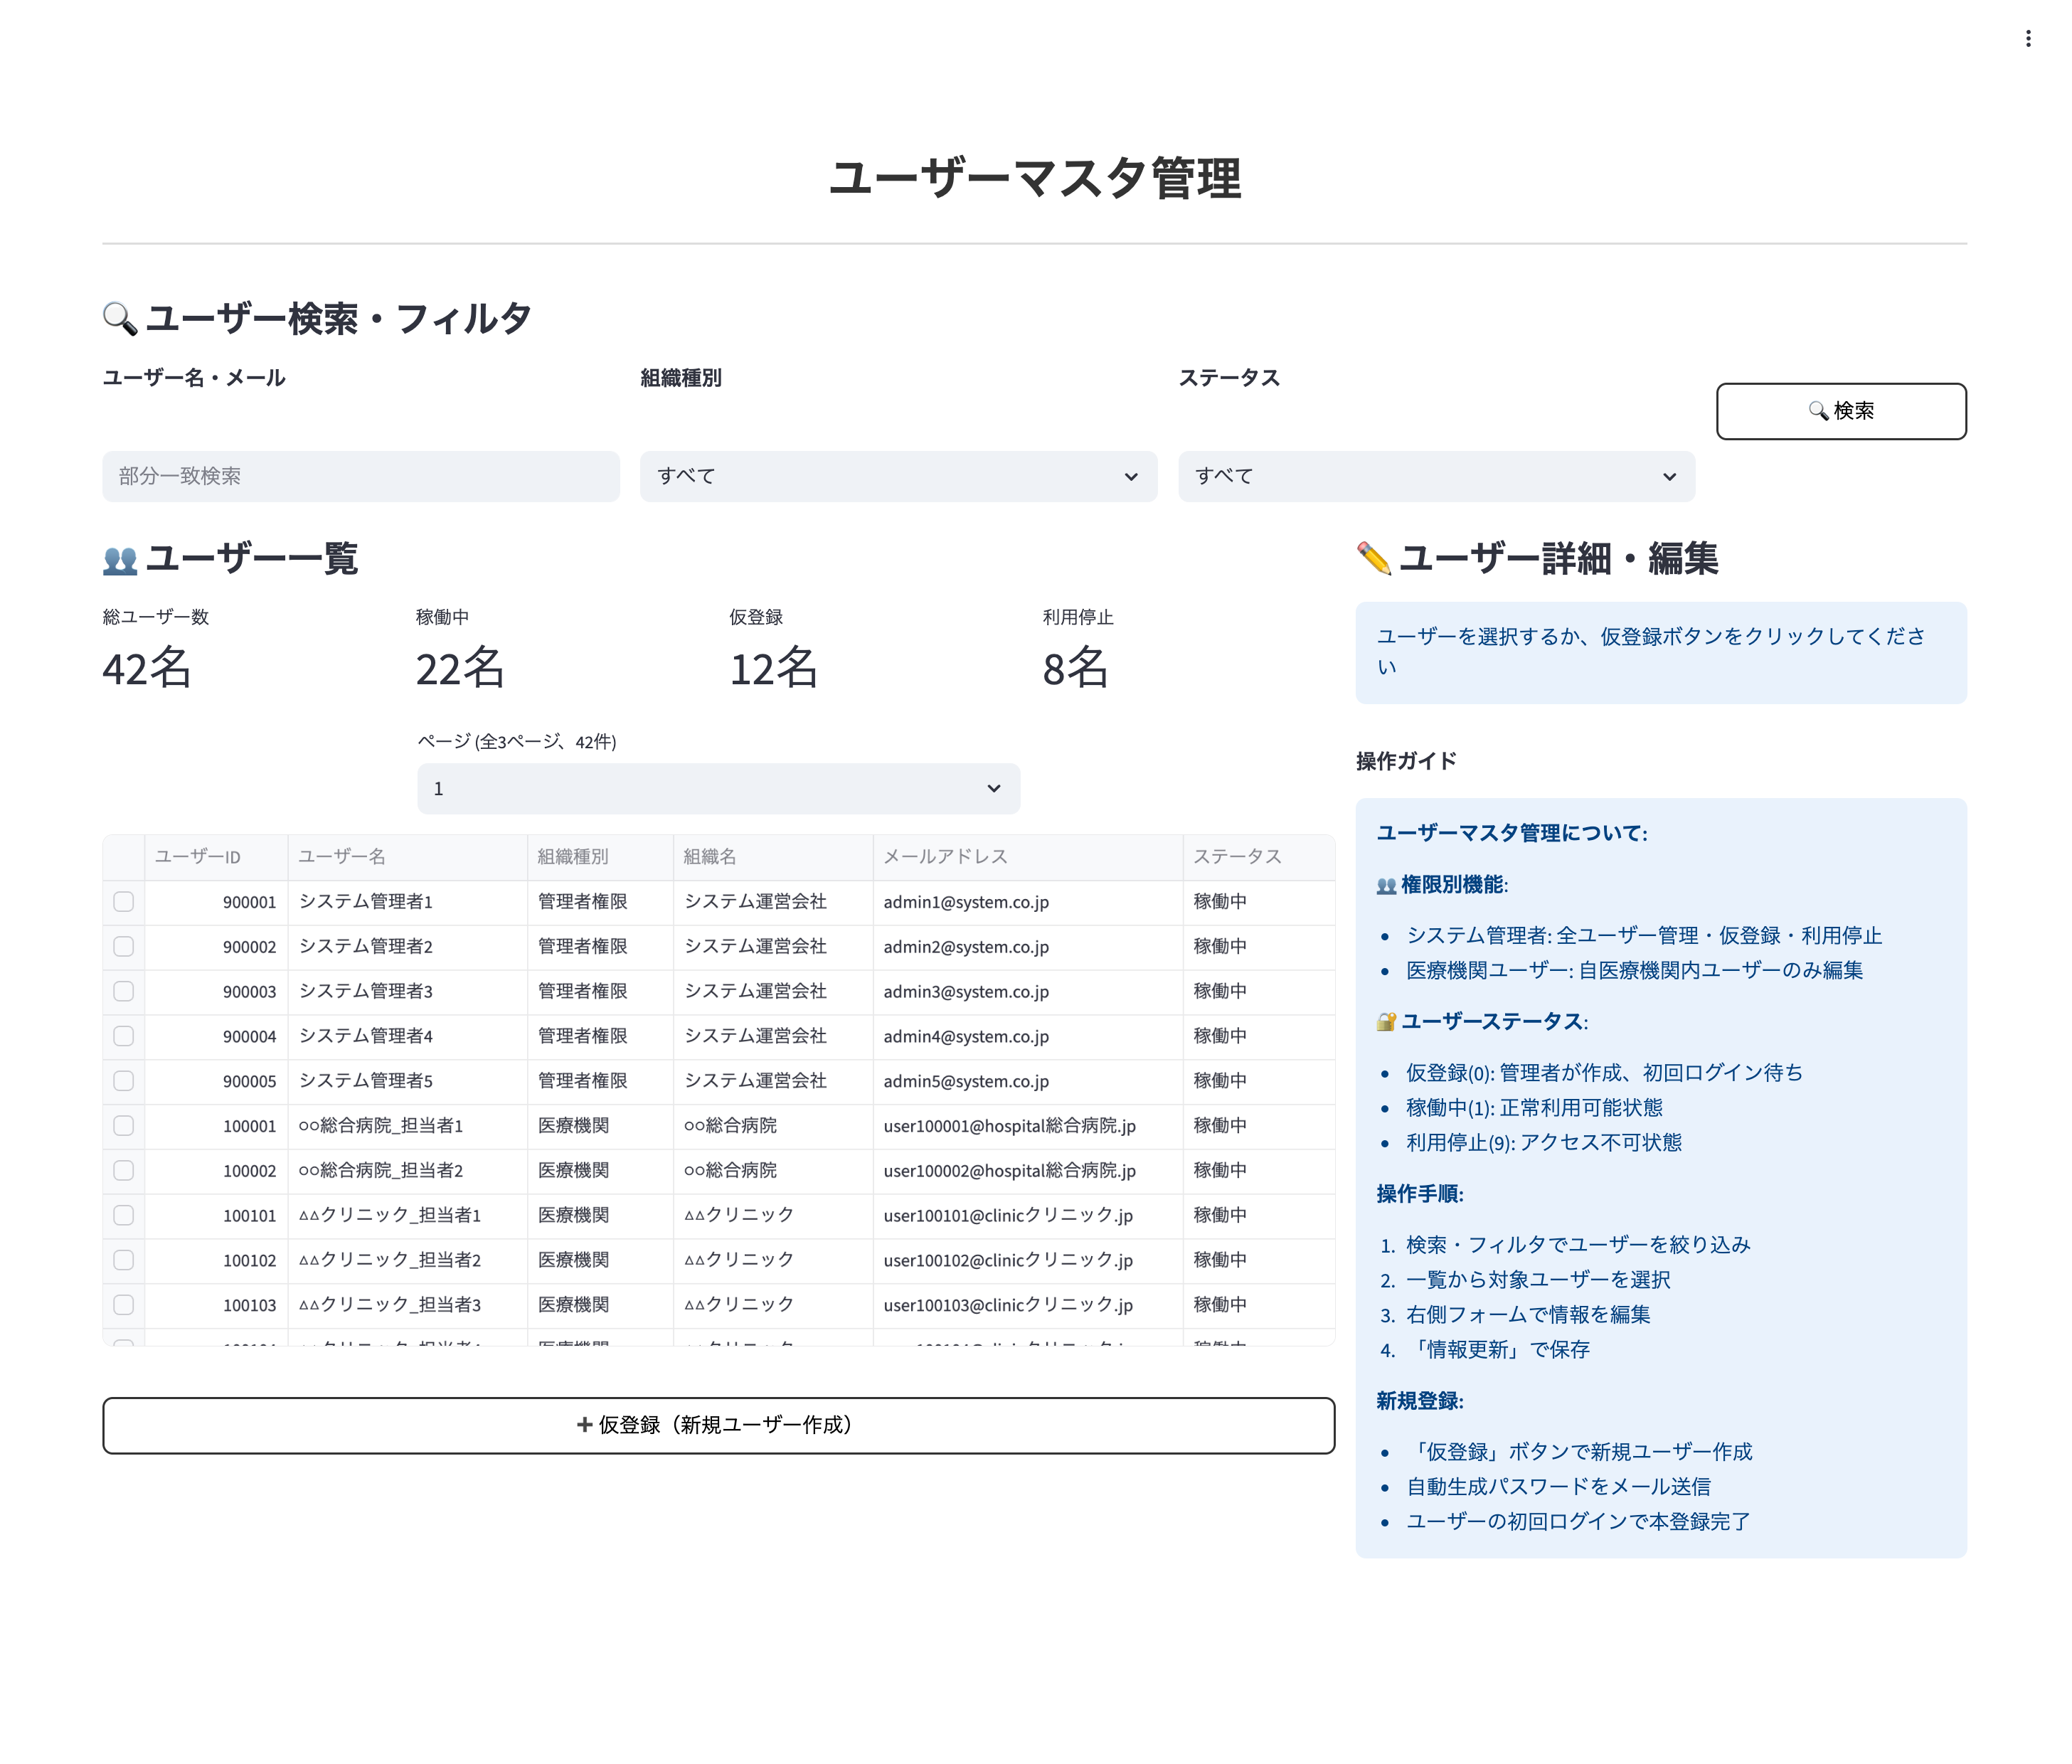 ユーザーマスタ管理
🔍 ユーザー検索・フィルタ
ユーザー名・メール
組織種別
ステータス
🔍 検索
部分一致検索
すべて
すべて
👥 ユーザー一覧
総ユーザー数
稼働中
仮登録
利用停止
42名
22名
12名
8名
ページ (全3ページ、42件)
1
ユーザーID ユーザー名 組織種別 組織名 メールアドレス ステータス
900001 システム管理者1 管理者権限 システム運営会社 admin1@system.co.jp 稼働中
900002 システム管理者2 管理者権限 システム運営会社 admin2@system.co.jp 稼働中
900003 システム管理者3 管理者権限 システム運営会社 admin3@system.co.jp 稼働中
900004 システム管理者4 管理者権限 システム運営会社 admin4@system.co.jp 稼働中
900005 システム管理者5 管理者権限 システム運営会社 admin5@system.co.jp 稼働中
100001 ○○総合病院_担当者1 医療機関 ○○総合病院 user100001@hospital総合病院.jp 稼働中
100002 ○○総合病院_担当者2 医療機関 ○○総合病院 user100002@hospital総合病院.jp 稼働中
100101 △△クリニック_担当者1 医療機関 △△クリニック user100101@clinicクリニック.jp 稼働中
100102 △△クリニック_担当者2 医療機関 △△クリニック user100102@clinicクリニック.jp 稼働中
100103 △△クリニック_担当者3 医療機関 △△クリニック user100103@clinicクリニック.jp 稼働中
➕ 仮登録（新規ユーザー作成）
✏️ ユーザー詳細・編集
ユーザーを選択するか、仮登録ボタンをクリックしてくださ
い
操作ガイド
ユーザーマスタ管理について:
👥 権限別機能:
• システム管理者: 全ユーザー管理・仮登録・利用停止
• 医療機関ユーザー: 自医療機関内ユーザーのみ編集
🔐 ユーザーステータス:
• 仮登録(0): 管理者が作成、初回ログイン待ち
• 稼働中(1): 正常利用可能状態
• 利用停止(9): アクセス不可状態
操作手順:
1. 検索・フィルタでユーザーを絞り込み
2. 一覧から対象ユーザーを選択
3. 右側フォームで情報を編集
4. 「情報更新」で保存
新規登録:
• 「仮登録」ボタンで新規ユーザー作成
• 自動生成パスワードをメール送信
• ユーザーの初回ログインで本登録完了